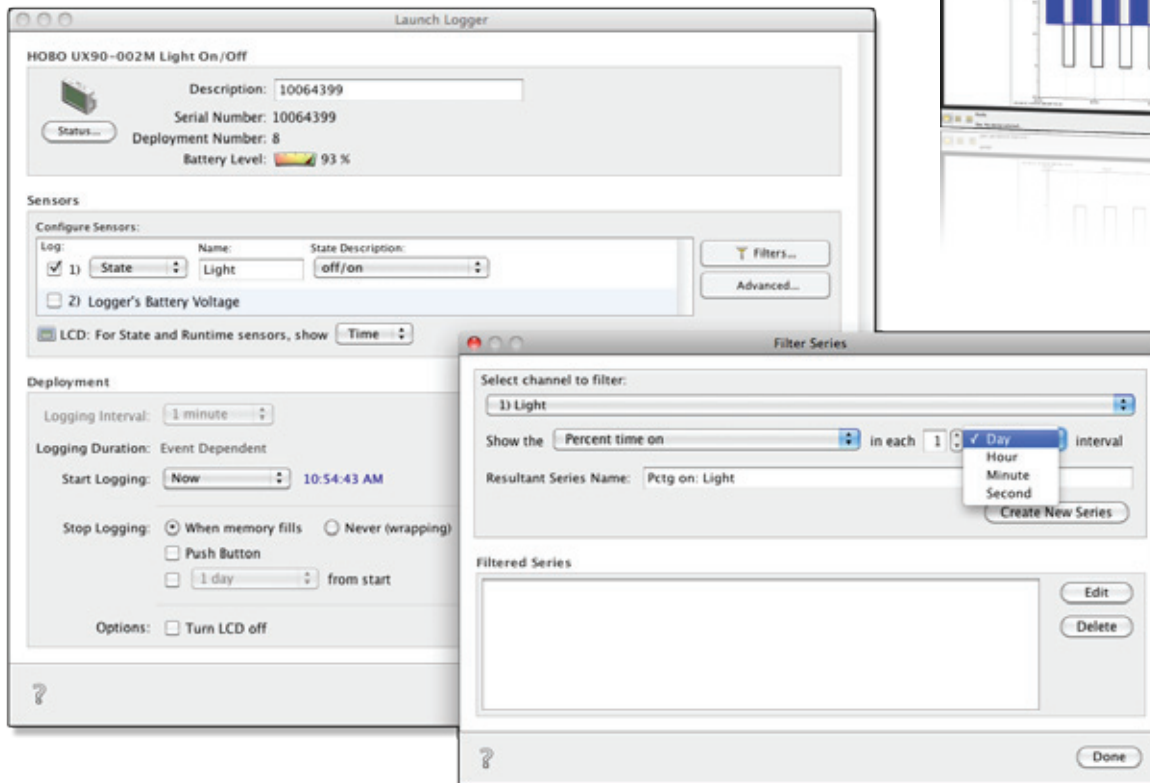 Launch Logger
HOBO UX90-002M Light On/Off
Description: 10064399
Serial Number: 10064399
Status...
Deployment Number: 8
Battery Level: 93 %
Sensors
Configure Sensors:
Log: Name: State Description:
1) State Light off/on
Filters...
Advanced...
2) Logger's Battery Voltage
LCD: For State and Runtime sensors, show Time
Deployment
Logging Interval: 1 minute
Logging Duration: Event Dependent
Start Logging: Now 10:54:43 AM
Stop Logging: When memory fills Never (wrapping)
Push Button
1 day from start
Options: Turn LCD off
?
Filter Series
Select channel to filter:
1) Light
Show the Percent time on in each 1 Day interval
Hour
Minute
Second
Resultant Series Name: Pctg on: Light
Create New Series
Filtered Series
Edit
Delete
?
Done